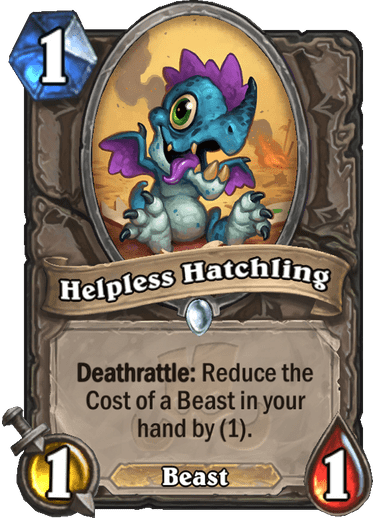 1
Helpless Hatchling
Deathrattle: Reduce the
Cost of a Beast in your
hand by (1).
1
Beast
1